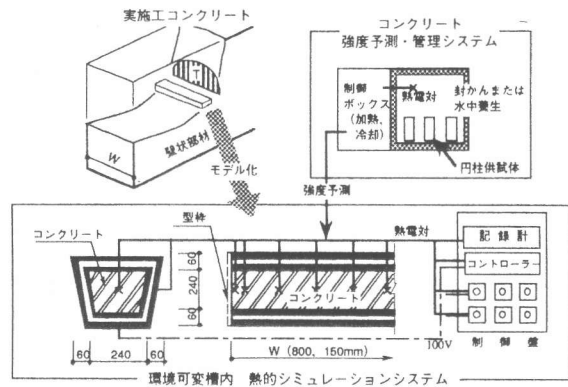 実施工コンクリート
T
W
壁状部材
モデル化
コンクリート
強度予測・管理システム
制御
ボックス
(加熱、
冷却)
熱電対
封かんまたは
水中養生
円柱供試体
強度予測
コンクリート
型枠
熱電対
記録計
コントローラー
60
240
60
コンクリート
100V
制御盤
60
240
60
W (800, 150mm)
環境可変槽内 熱的シミュレーションシステム